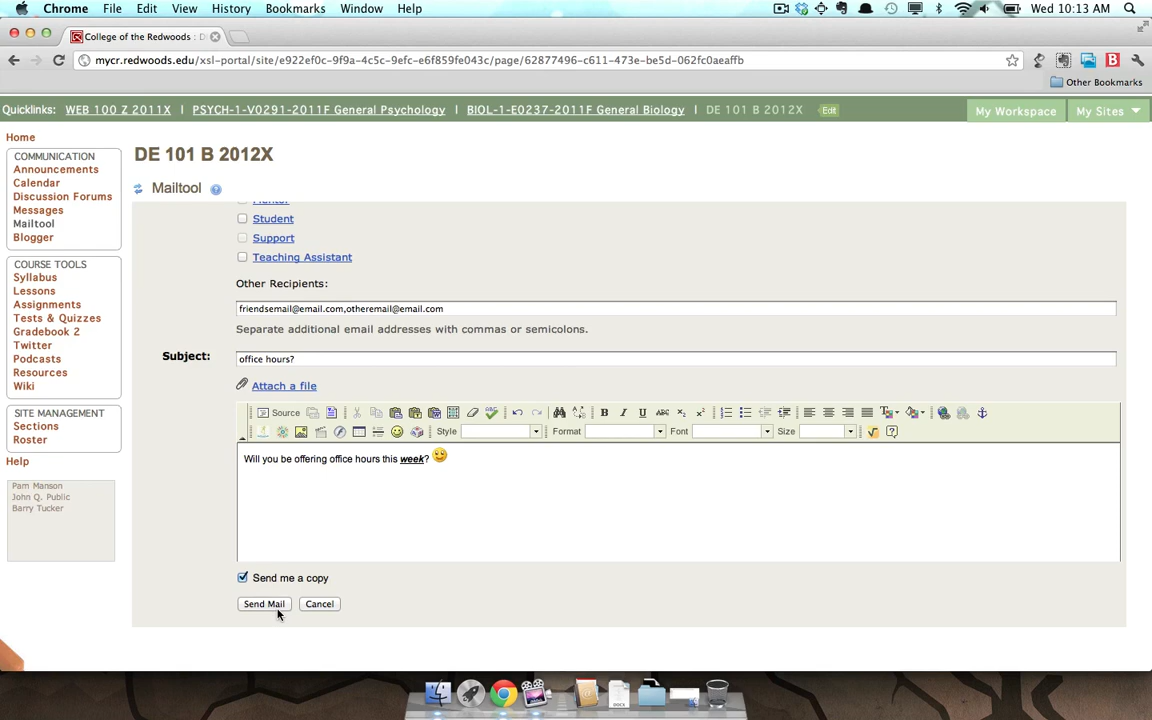 Chrome File Edit View History Bookmarks Window Help Wed 10:13 AM
College of the Redwoods : D
mycr.redwoods.edu/xsl-portal/site/e922ef0c-9f9a-4c5c-9efc-e6f859fe043c/page/62877496-c611-473e-be5d-062fc0aeaffb
Other Bookmarks
Quicklinks: WEB 100 Z 2011X | PSYCH-1-V0291-2011F General Psychology | BIOL-1-E0237-2011F General Biology | DE 101 B 2012X Edit My Workspace My Sites
Home
COMMUNICATION
Announcements
Calendar
Discussion Forums
Messages
Mailtool
Blogger
COURSE TOOLS
Syllabus
Lessons
Assignments
Tests & Quizzes
Gradebook 2
Twitter
Podcasts
Resources
Wiki
SITE MANAGEMENT
Sections
Roster
Help
Pam Manson
John Q. Public
Barry Tucker
DE 101 B 2012X
Mailtool
Mentor
Student
Support
Teaching Assistant
Other Recipients:
friendsemail@email.com,otheremail@email.com
Separate additional email addresses with commas or semicolons.
Subject: office hours?
Attach a file
Source
Style Format Font Size
Will you be offering office hours this week?
Send me a copy
Send Mail Cancel